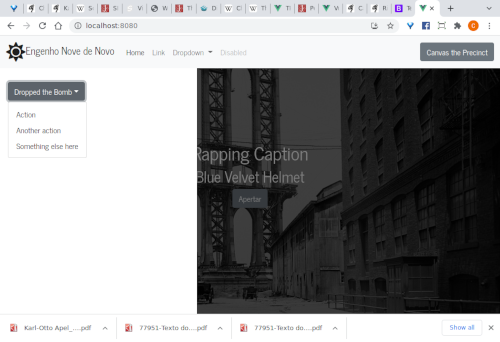 localhost:8080
Engenho Nove de Novo
Home
Link
Dropdown
Disabled
Canvas the Precinct
Dropped the Bomb
Action
Another action
Something else here
Rapping Caption
Blue Velvet Helmet
Apertar
Karl-Otto Apel_....pdf
77951-Texto do....pdf
77951-Texto do....pdf
Show all